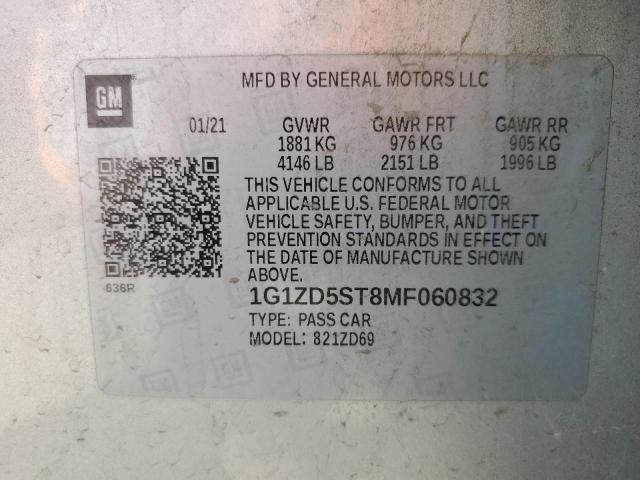 GM
MFD BY GENERAL MOTORS LLC
01/21 GVWR GAWR FRT GAWR RR
1881 KG 976 KG 905 KG
4146 LB 2151 LB 1996 LB
THIS VEHICLE CONFORMS TO ALL
APPLICABLE U.S. FEDERAL MOTOR
VEHICLE SAFETY, BUMPER, AND THEFT
PREVENTION STANDARDS IN EFFECT ON
THE DATE OF MANUFACTURE SHOWN
ABOVE.
636R
1G1ZD5ST8MF060832
TYPE: PASS CAR
MODEL: 821ZD69